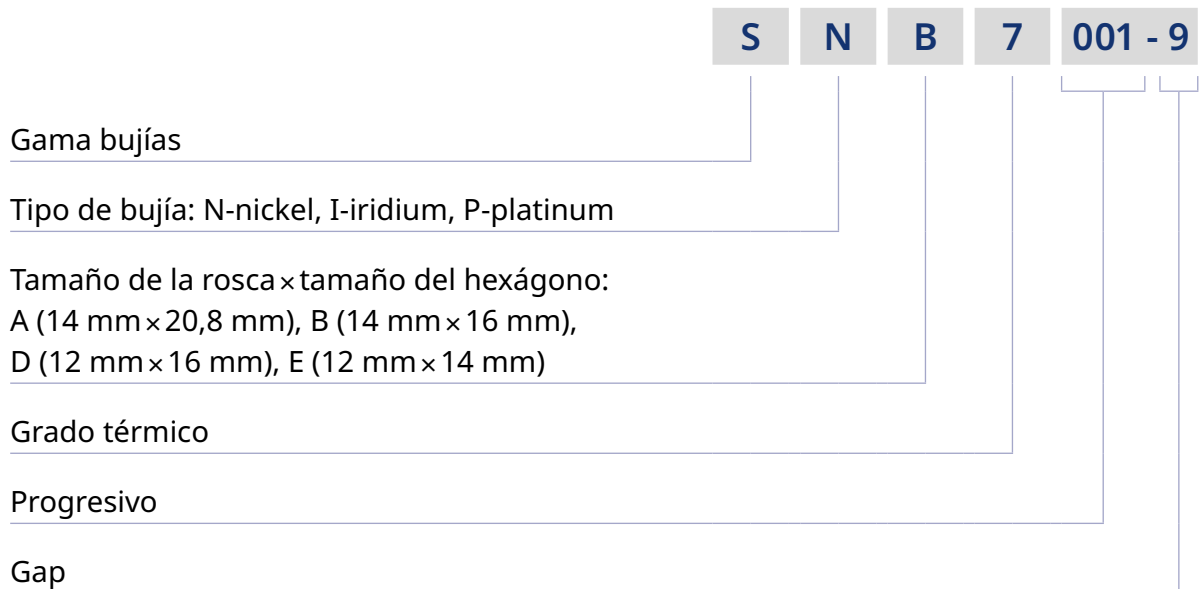 S N B 7 001 - 9
Gama bujías
Tipo de bujía: N-nickel, I-iridium, P-platinum
Tamaño de la rosca×tamaño del hexágono:
A (14 mm×20,8 mm), B (14 mm×16 mm),
D (12 mm×16 mm), E (12 mm×14 mm)
Grado térmico
Progresivo
Gap